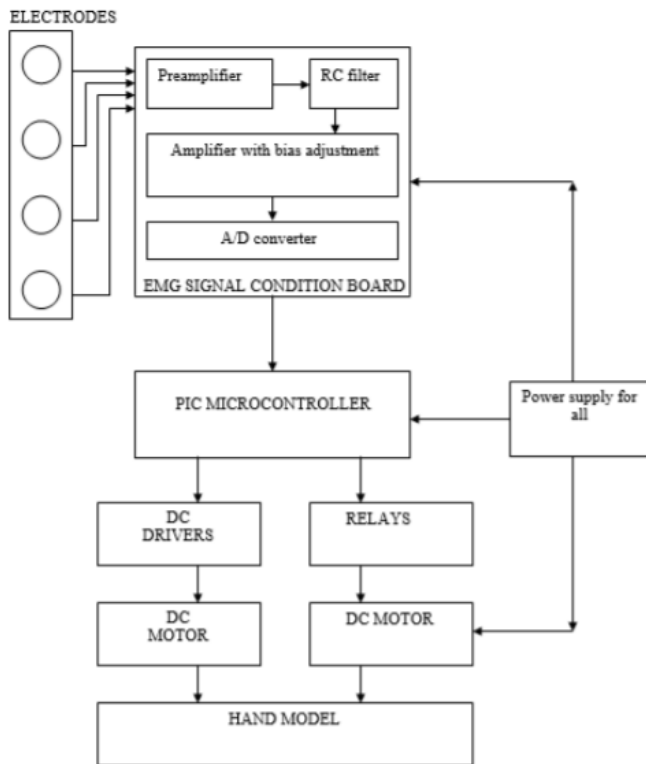 ELECTRODES
Preamplifier
RC filter
Amplifier with bias adjustment
A/D converter
EMG SIGNAL CONDITION BOARD
PIC MICROCONTROLLER
Power supply for
all
DC
DRIVERS
RELAYS
DC
MOTOR
DC MOTOR
HAND MODEL